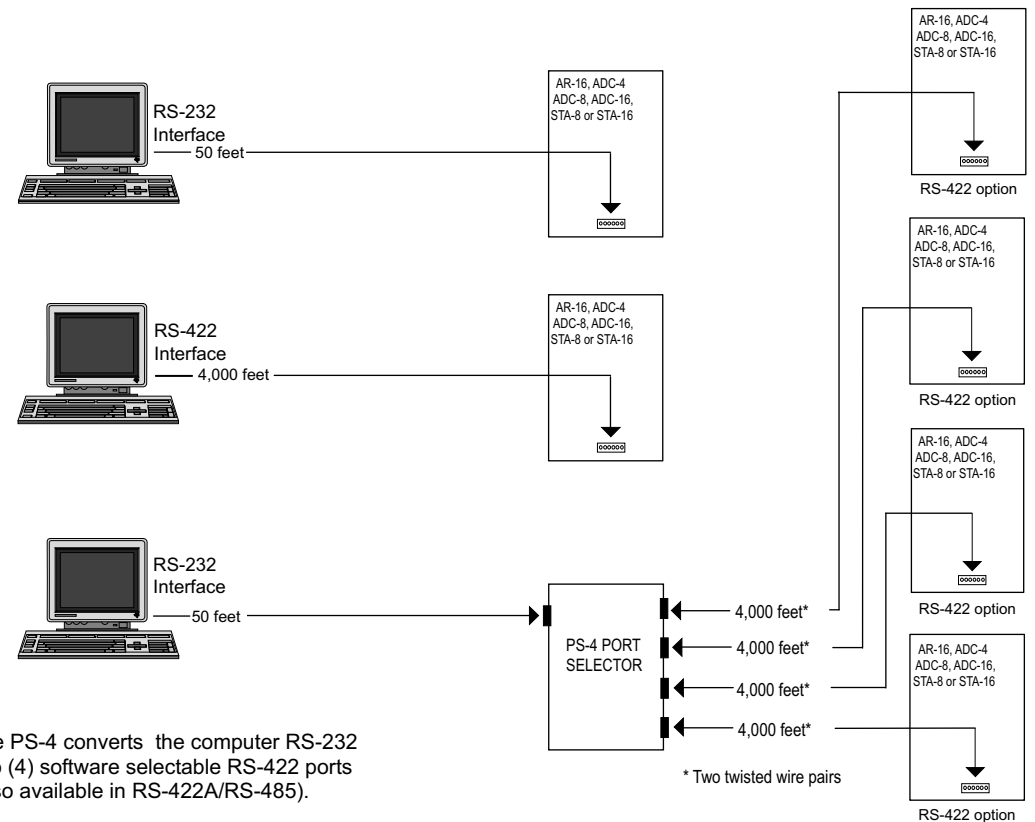 RS-232
Interface
50 feet
AR-16, ADC-4
ADC-8, ADC-16,
STA-8 or STA-16
RS-422
Interface
4,000 feet
AR-16, ADC-4
ADC-8, ADC-16,
STA-8 or STA-16
RS-232
Interface
50 feet
PS-4 PORT
SELECTOR
4,000 feet*
4,000 feet*
4,000 feet*
4,000 feet*
* Two twisted wire pairs
AR-16, ADC-4
ADC-8, ADC-16,
STA-8 or STA-16
RS-422 option
AR-16, ADC-4
ADC-8, ADC-16,
STA-8 or STA-16
RS-422 option
AR-16, ADC-4
ADC-8, ADC-16,
STA-8 or STA-16
RS-422 option
AR-16, ADC-4
ADC-8, ADC-16,
STA-8 or STA-16
RS-422 option
PS-4 converts the computer RS-232
(4) software selectable RS-422 ports
available in RS-422A/RS-485).